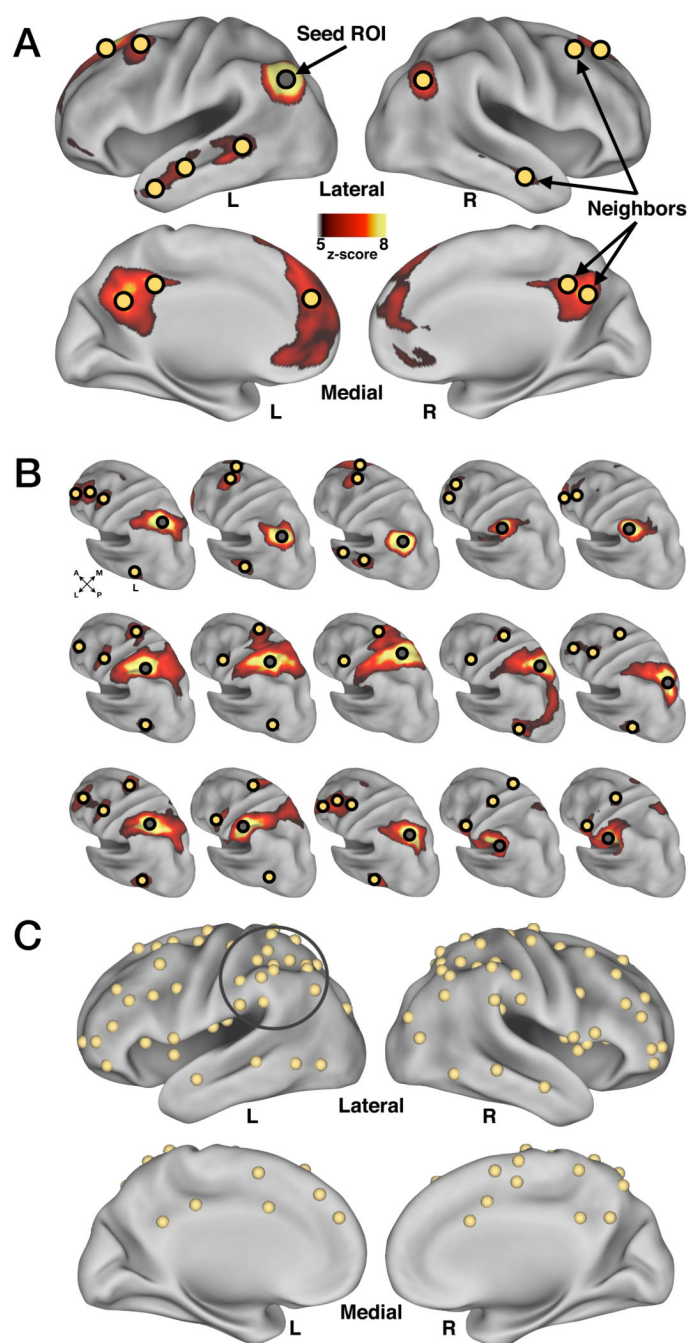 A
Seed ROI
L
Lateral
R
Neighbors
5
8
z-score
Medial
L
R
B
A
M
L
P
L
C
L
Lateral
R
Medial
L
R